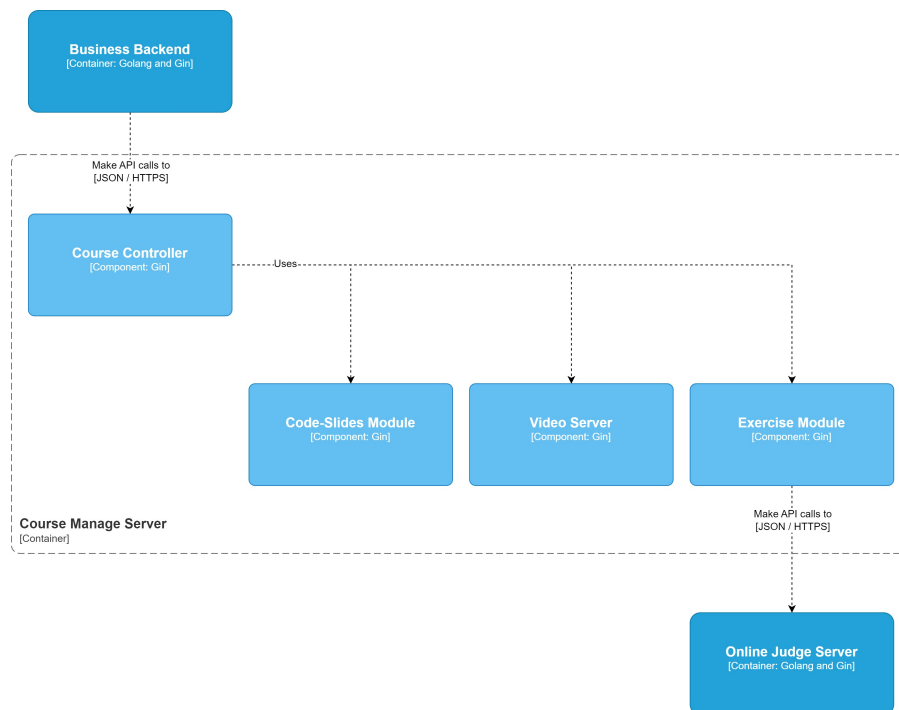 Business Backend
[Container: Golang and Gin]
Make API calls to
[JSON / HTTPS]
Course Controller
[Component: Gin]
Uses
Code-Slides Module
[Component: Gin]
Video Server
[Component: Gin]
Exercise Module
[Component: Gin]
Make API calls to
[JSON / HTTPS]
Course Manage Server
[Container]
Online Judge Server
[Container: Golang and Gin]